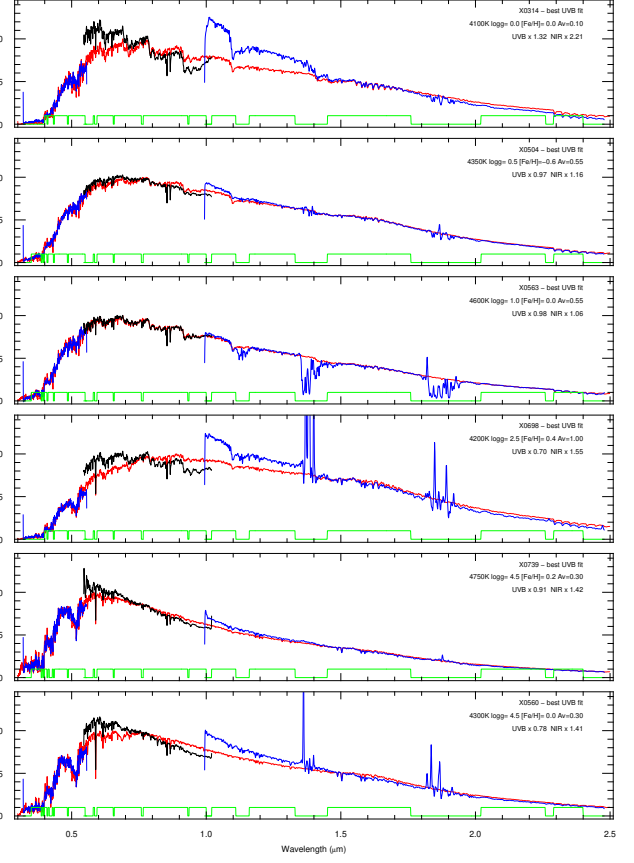 X0314 – best UVB fit
4100K logg= 0.0 [Fe/H]= 0.0 Av=0.10
UVB x 1.32 NIR x 2.21
X0504 – best UVB fit
4350K logg= 0.5 [Fe/H]=−0.6 Av=0.55
UVB x 0.97 NIR x 1.16
X0563 – best UVB fit
4600K logg= 1.0 [Fe/H]= 0.0 Av=0.55
UVB x 0.98 NIR x 1.06
X0698 – best UVB fit
4200K logg= 2.5 [Fe/H]= 0.4 Av=1.00
UVB x 0.70 NIR x 1.55
X0739 – best UVB fit
4750K logg= 4.5 [Fe/H]= 0.2 Av=0.30
UVB x 0.91 NIR x 1.42
X0560 – best UVB fit
4300K logg= 4.5 [Fe/H]= 0.0 Av=0.30
UVB x 0.78 NIR x 1.41
0.5 1.0 1.5 2.0 2.5
Wavelength (μm)